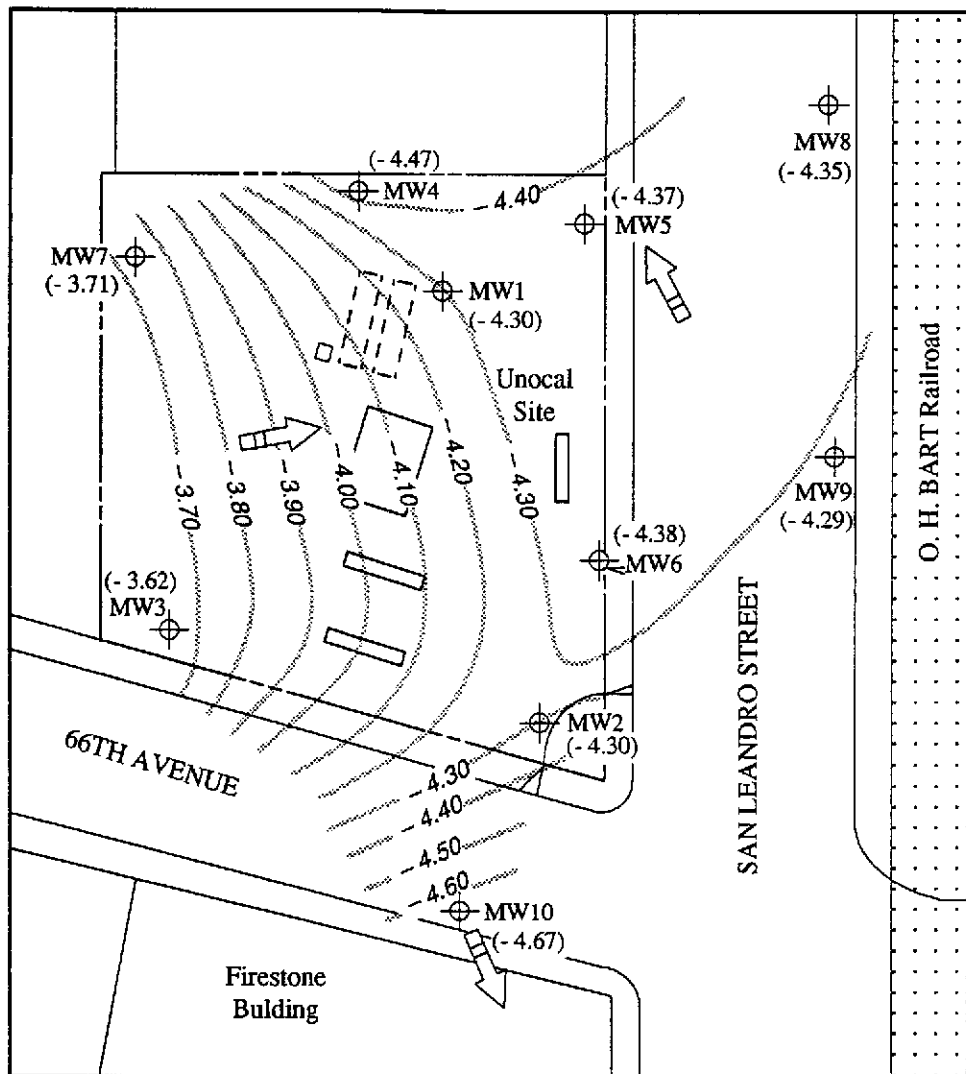 MW8
(- 4.35)
(- 4.47)
MW4
- 4.40
(- 4.37)
MW5
MW7
(- 3.71)
MW1
(- 4.30)
Unocal
Site
- 3.70
- 3.80
- 3.90
- 4.00
- 4.10
- 4.20
- 4.30
MW9
(- 4.29)
O. H. BART Railroad
(- 4.38)
MW6
(- 3.62)
MW3
SAN LEANDRO STREET
66TH AVENUE
MW2
(- 4.30)
- 4.30
- 4.40
- 4.50
- 4.60
MW10
(- 4.67)
Firestone
Bulding